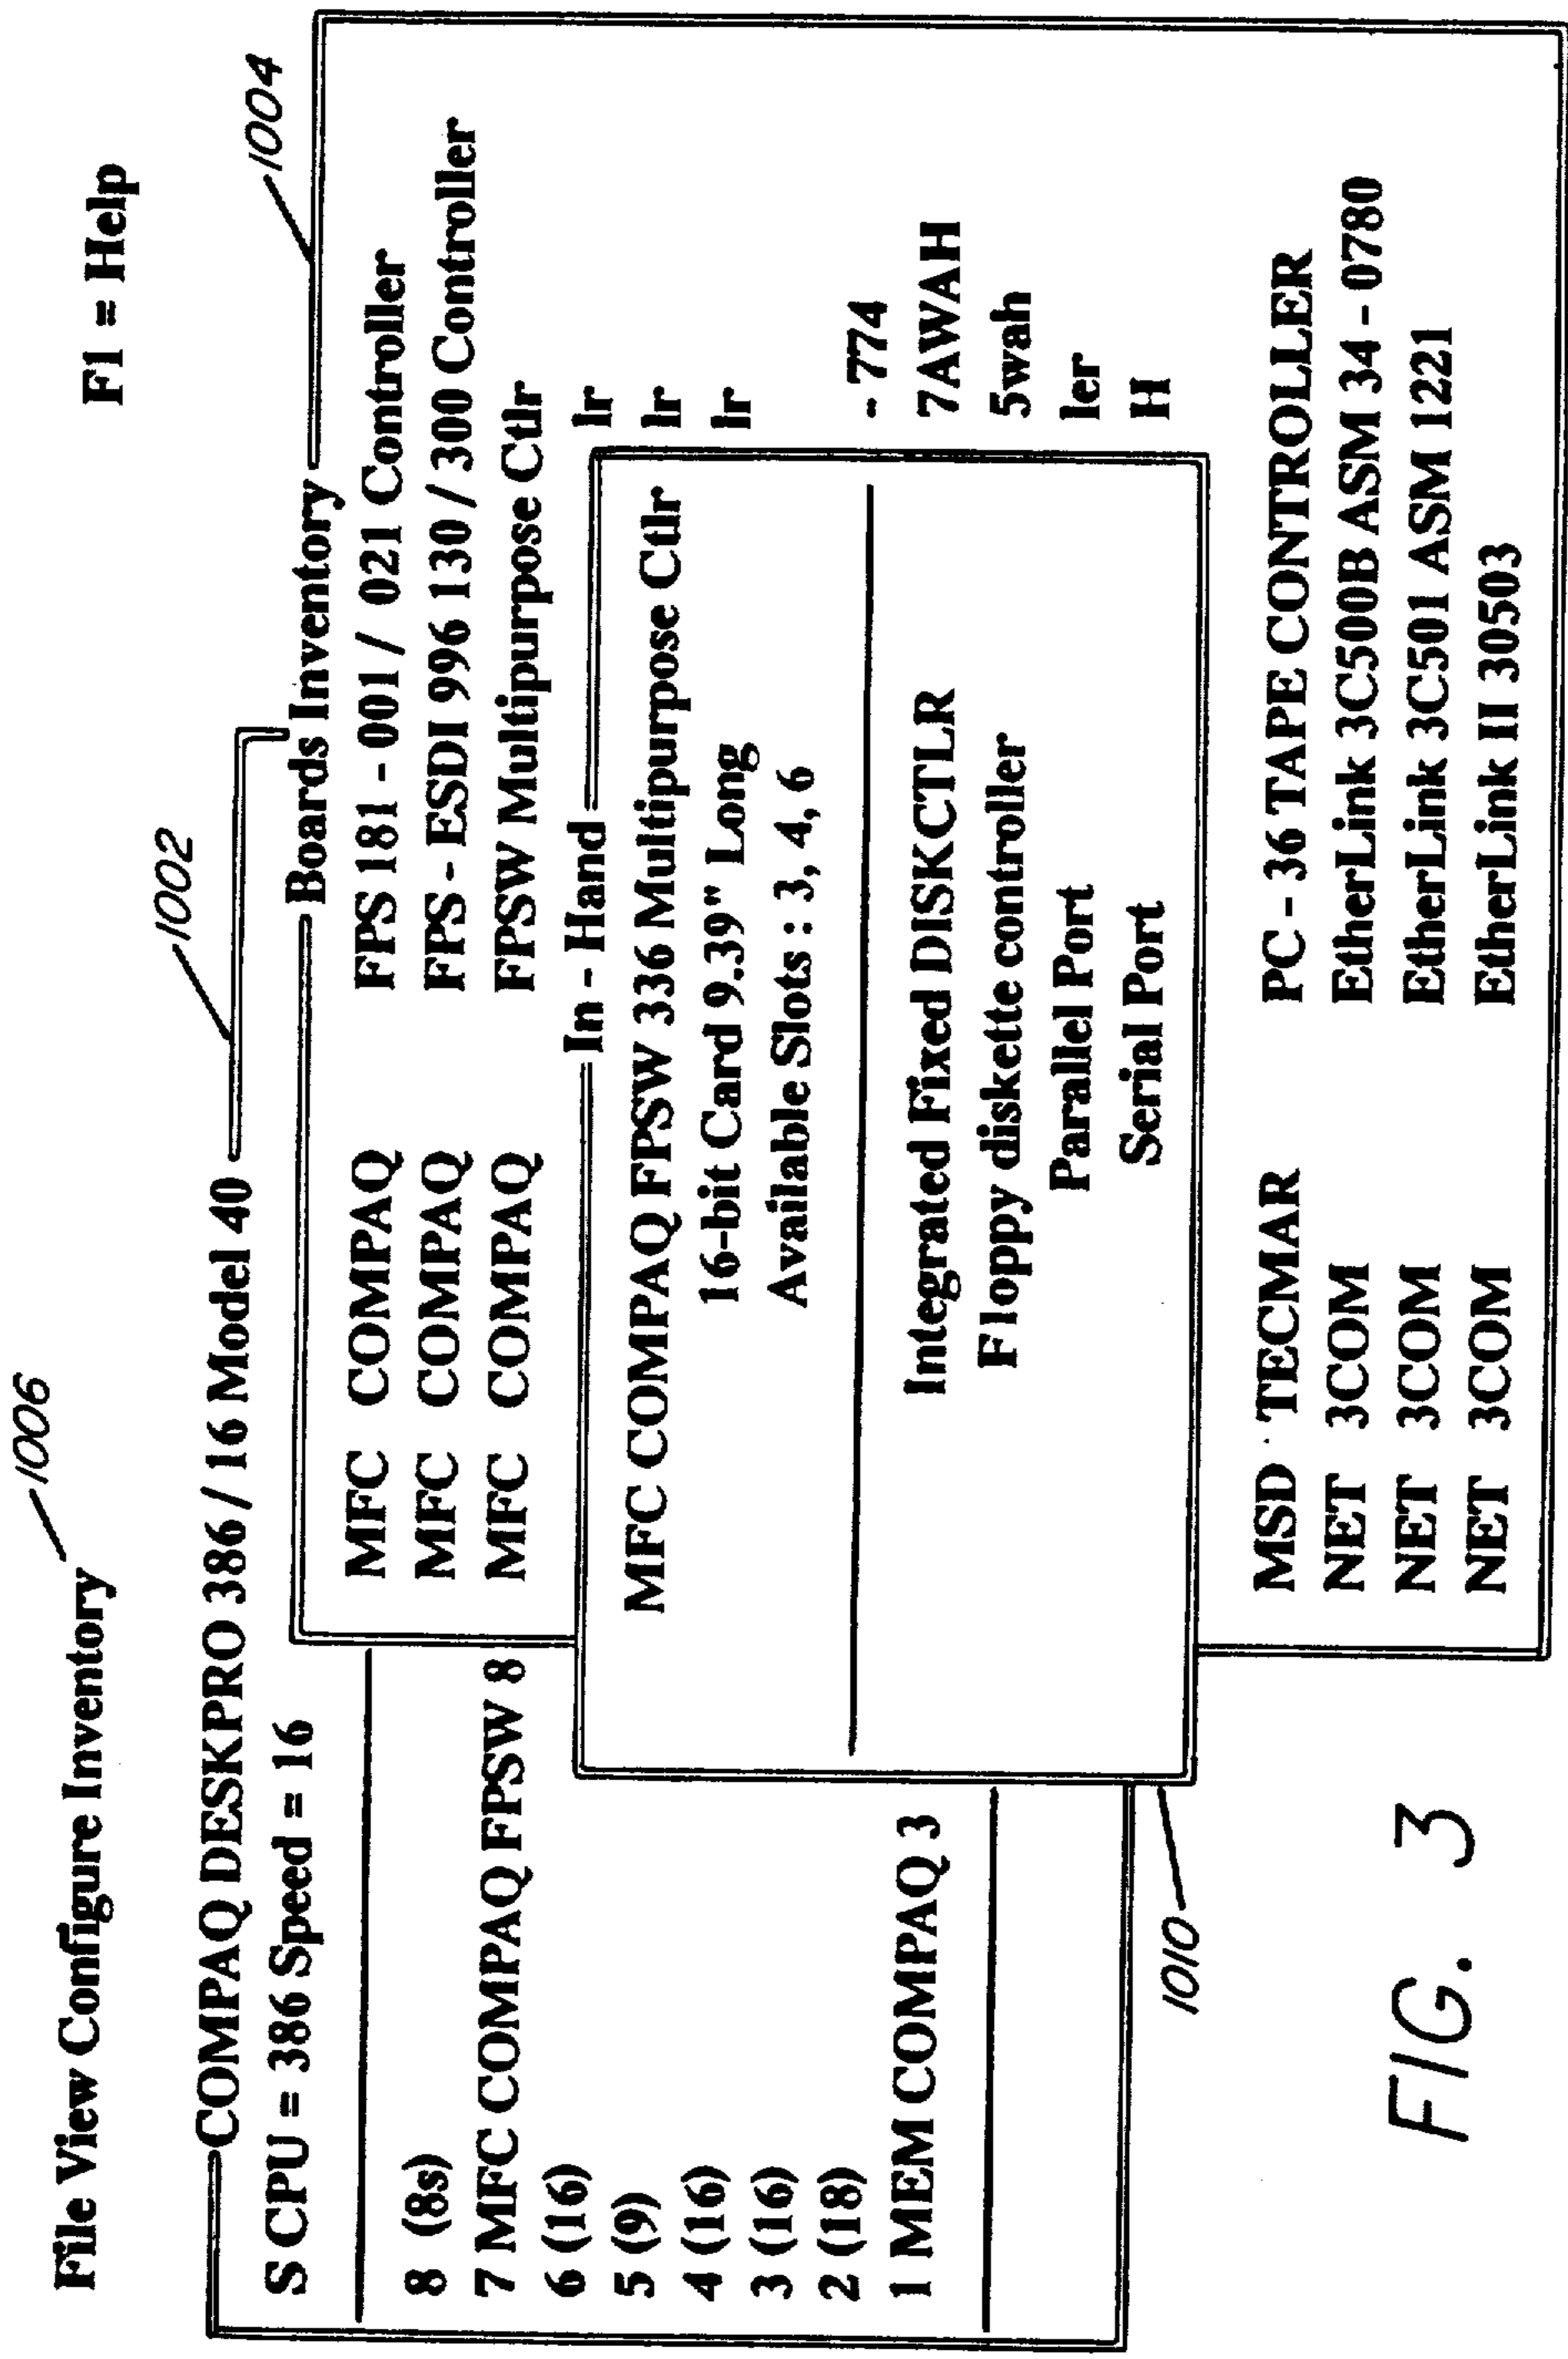 1006
File View Configure Inventory
F1 = Help
1002
1004
COMPAQ DESKPRO 386 / 16 Model 40
S CPU = 386 Speed = 16
8 (8s)
7 MFC COMPAQ FPSW 8
6 (16)
5 (9)
4 (16)
3 (16)
2 (18)
1 MEM COMPAQ 3
Boards Inventory
MFC COMPAQ FPS 181 - 001 / 021 Controller
MFC COMPAQ FPS - ESDI 996 130 / 300 Controller
MFC COMPAQ FPSW Multipurpose Ctlr
lr
lr
lr
- 774
7AWAH
5wah
ler
H
MSD TECMAR PC - 36 TAPE CONTROLLER
NET 3COM EtherLink 3C500B ASM 34 - 0780
NET 3COM EtherLink 3C501 ASM 1221
NET 3COM EtherLink II 30503
In - Hand
MFC COMPAQ FPSW 336 Multipurpose Ctlr
16-bit Card 9.39" Long
Available Slots : 3, 4, 6
Integrated Fixed DISKCTLR
Floppy diskette controller
Parallel Port
Serial Port
1010
FIG. 3